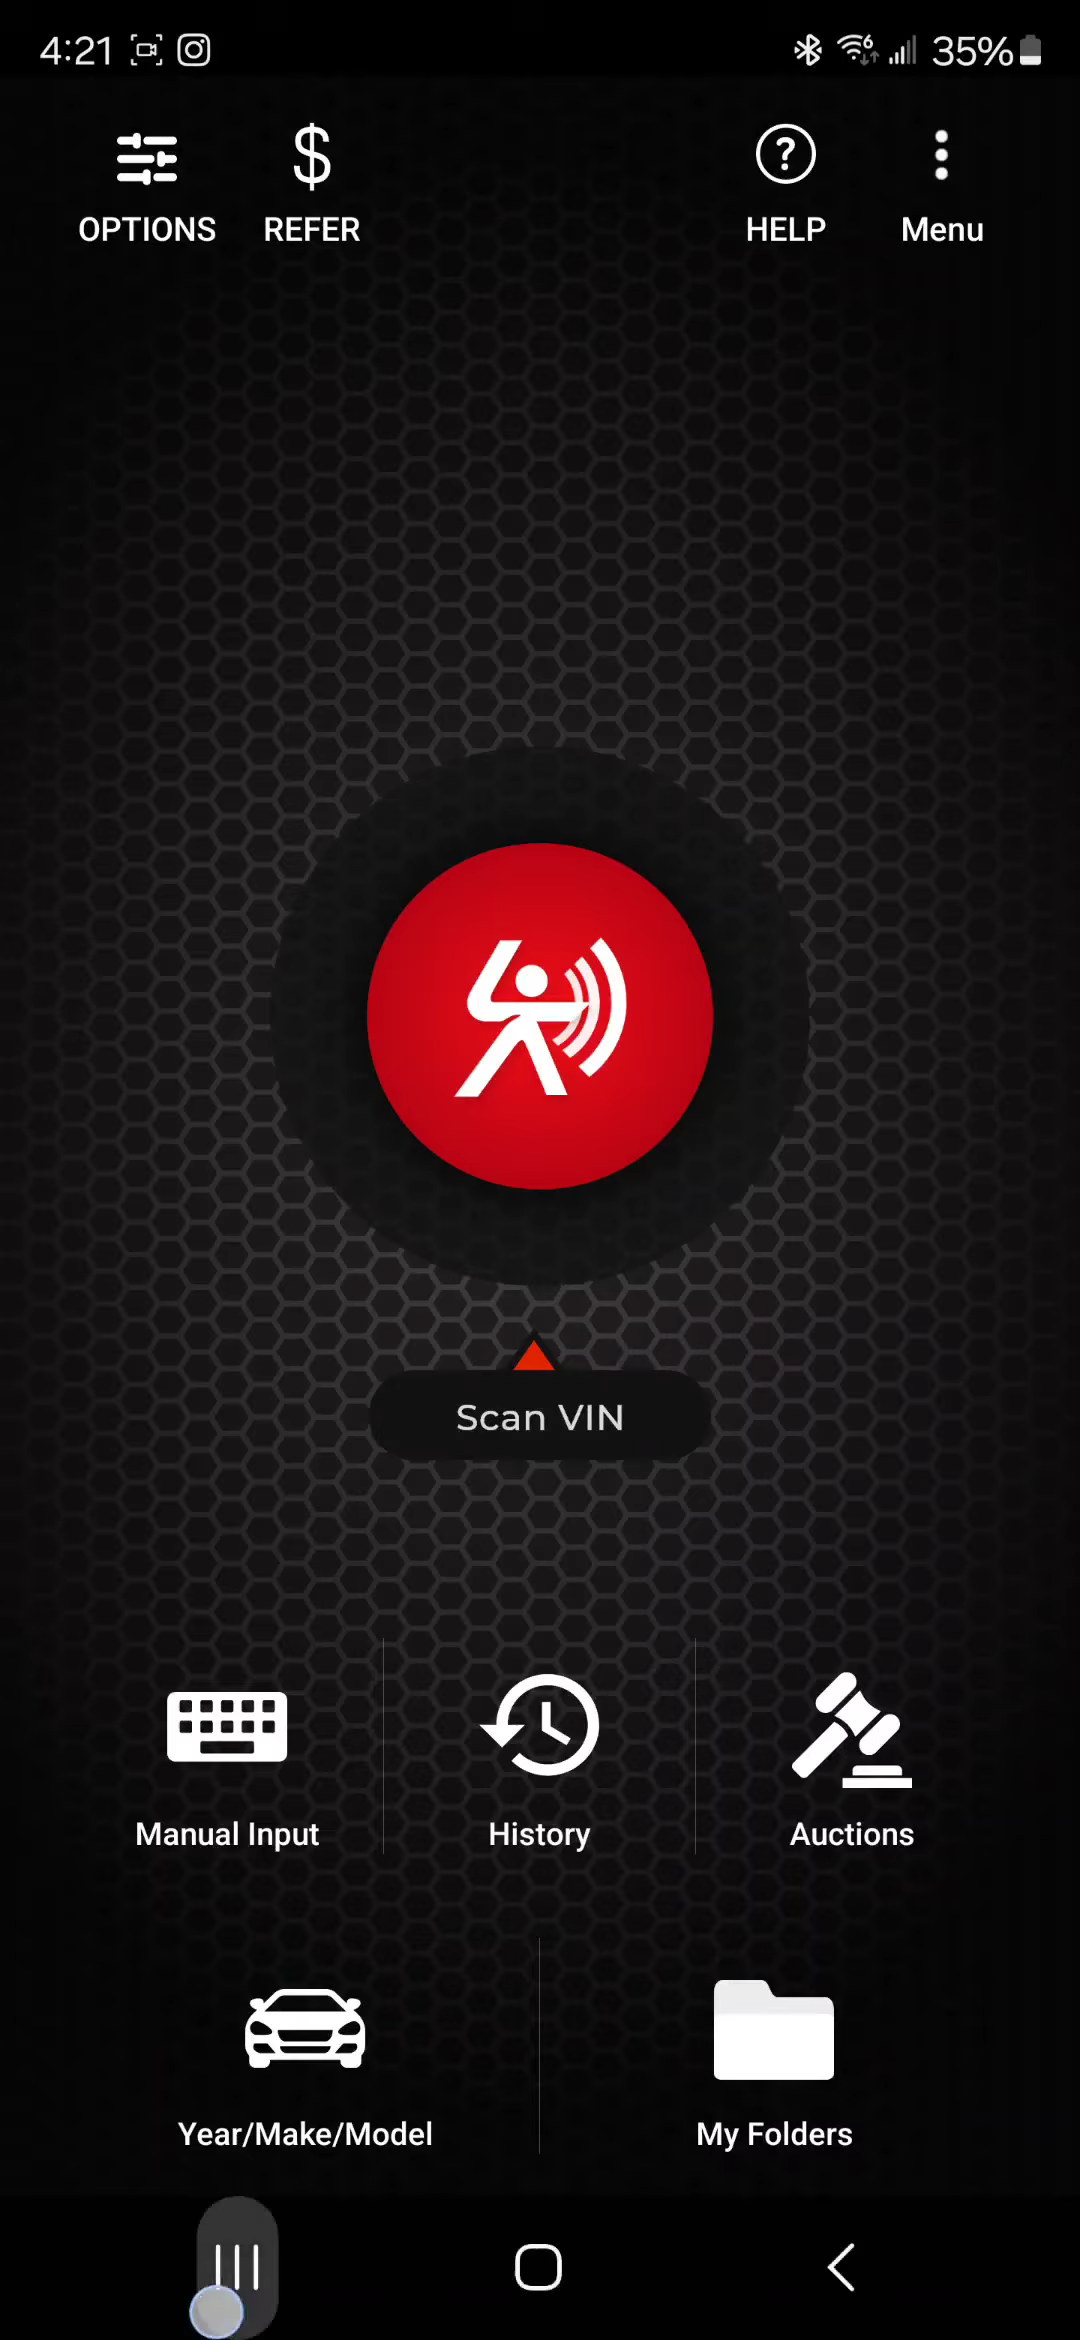 4:21 35%
OPTIONS REFER HELP Menu
Scan VIN
Manual Input History Auctions
Year/Make/Model My Folders